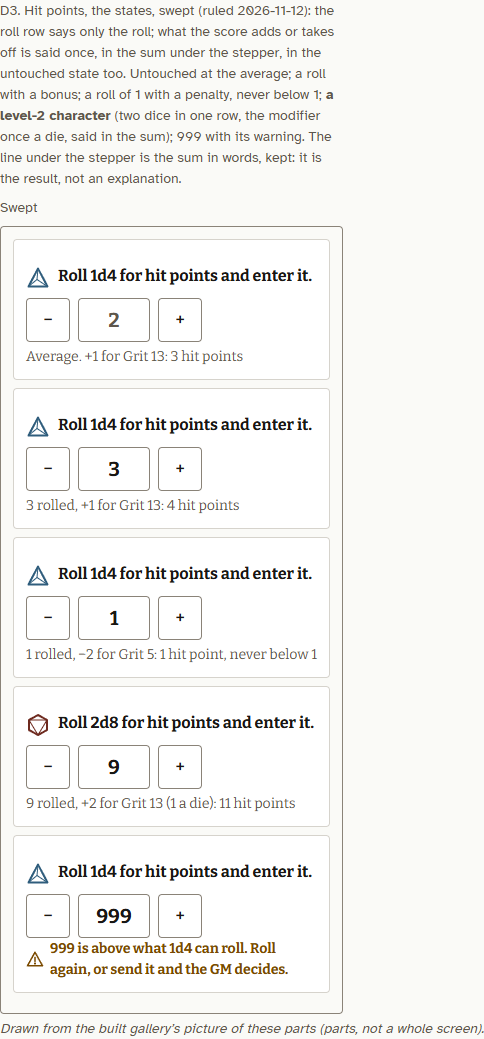 D3. Hit points, the states, swept (ruled 2026-11-12): the
roll row says only the roll; what the score adds or takes
off is said once, in the sum under the stepper, in the
untouched state too. Untouched at the average; a roll
with a bonus; a roll of 1 with a penalty, never below 1; a
level-2 character (two dice in one row, the modifier
once a die, said in the sum); 999 with its warning. The
line under the stepper is the sum in words, kept: it is
the result, not an explanation.
Swept
Roll 1d4 for hit points and enter it.
− 2 +
Average. +1 for Grit 13: 3 hit points
Roll 1d4 for hit points and enter it.
− 3 +
3 rolled, +1 for Grit 13: 4 hit points
Roll 1d4 for hit points and enter it.
− 1 +
1 rolled, −2 for Grit 5: 1 hit point, never below 1
Roll 2d8 for hit points and enter it.
− 9 +
9 rolled, +2 for Grit 13 (1 a die): 11 hit points
Roll 1d4 for hit points and enter it.
− 999 +
999 is above what 1d4 can roll. Roll
again, or send it and the GM decides.
Drawn from the built gallery's picture of these parts (parts, not a whole screen).